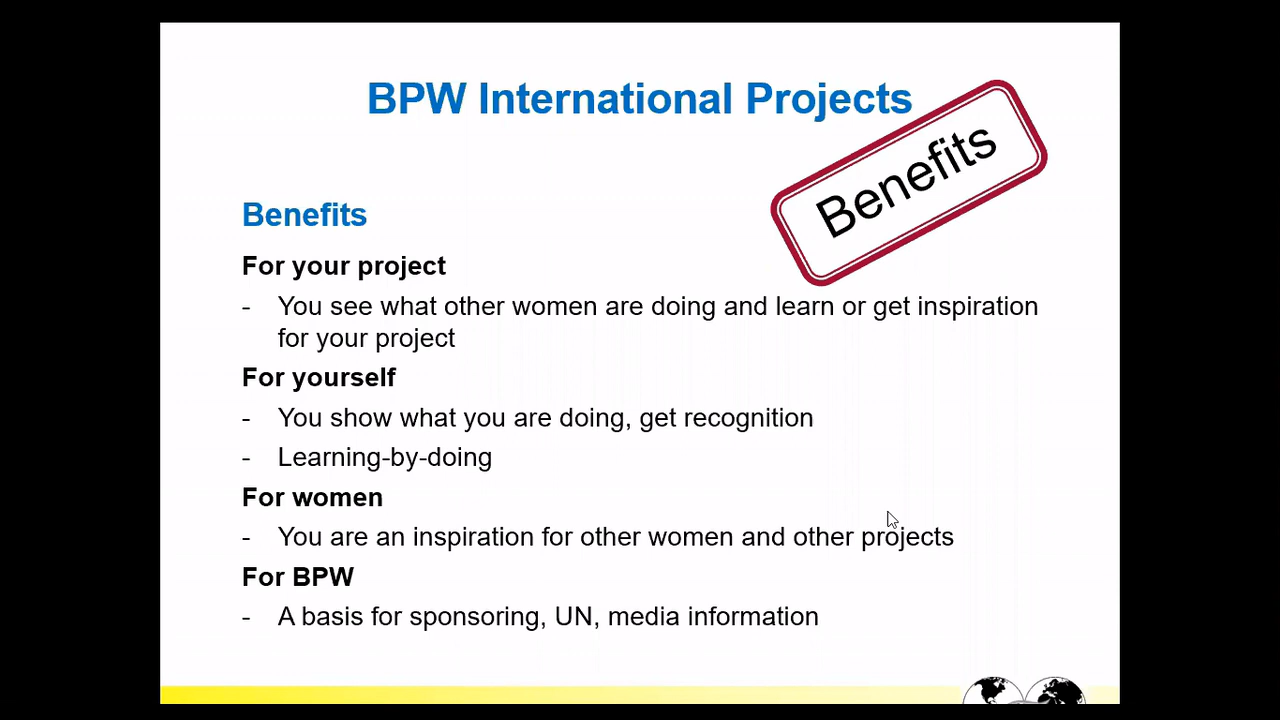 BPW International Projects
Benefits
Benefits
For your project
- You see what other women are doing and learn or get inspiration
for your project
For yourself
- You show what you are doing, get recognition
- Learning-by-doing
For women
- You are an inspiration for other women and other projects
For BPW
- A basis for sponsoring, UN, media information